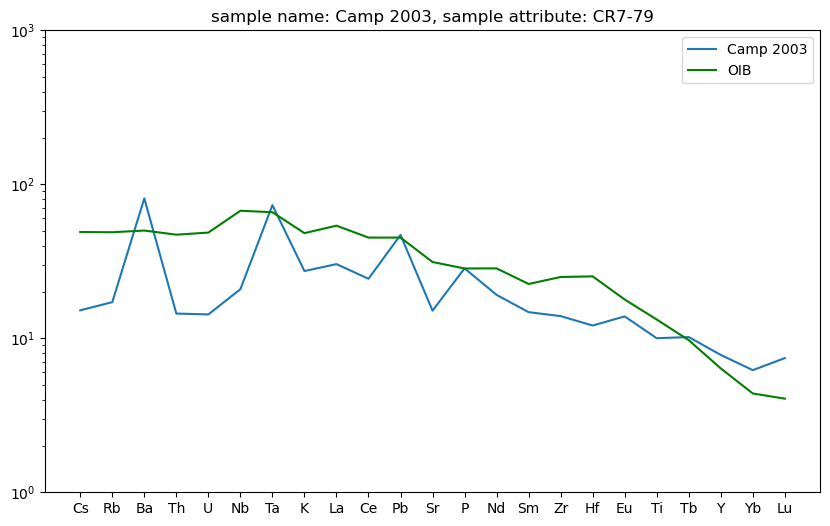 sample name: Camp 2003, sample attribute: CR7-79
10³
Camp 2003
OIB
10²
10¹
10⁰
Cs Rb Ba Th U Nb Ta K La Ce Pb Sr P Nd Sm Zr Hf Eu Ti Tb Y Yb Lu